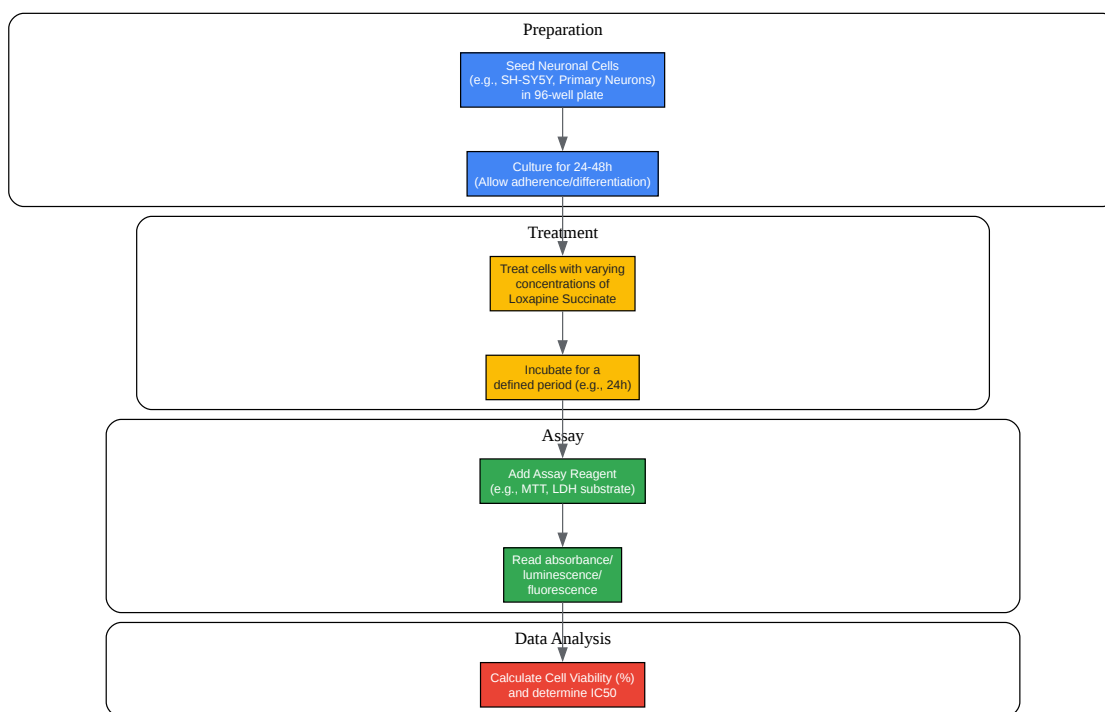 Preparation
Seed Neuronal Cells
(e.g., SH-SY5Y, Primary Neurons)
in 96-well plate
Culture for 24-48h
(Allow adherence/differentiation)
Treatment
Treat cells with varying
concentrations of
Loxapine Succinate
Incubate for a
defined period (e.g., 24h)
Assay
Add Assay Reagent
(e.g., MTT, LDH substrate)
Read absorbance/
luminescence/
fluorescence
Data Analysis
Calculate Cell Viability (%)
and determine IC50